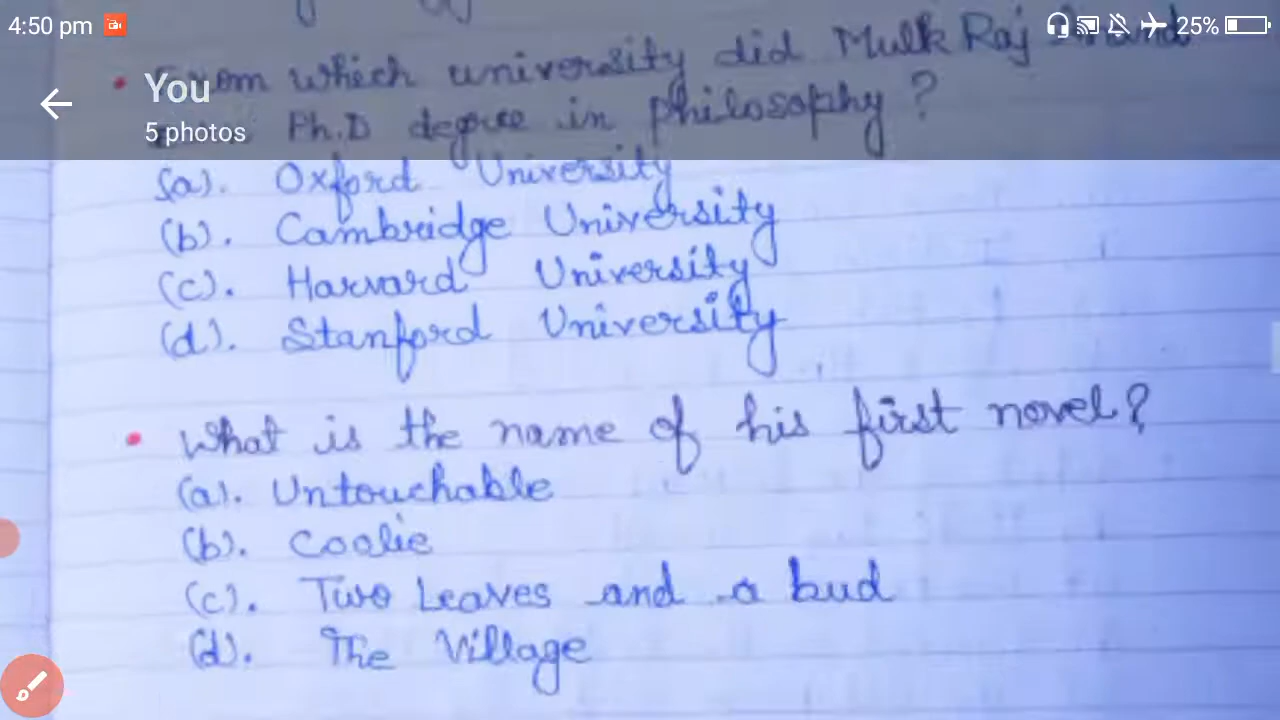 4:50 pm 25%
You
5 photos
From which university did Mulk Raj Anand
Ph.D degree in philosophy ?
(a). Oxford University
(b). Cambridge University
(c). Harvard University
(d). Stanford University
What is the name of his first novel?
(a). Untouchable
(b). Coolie
(c). Two Leaves and a bud
(d). The Village